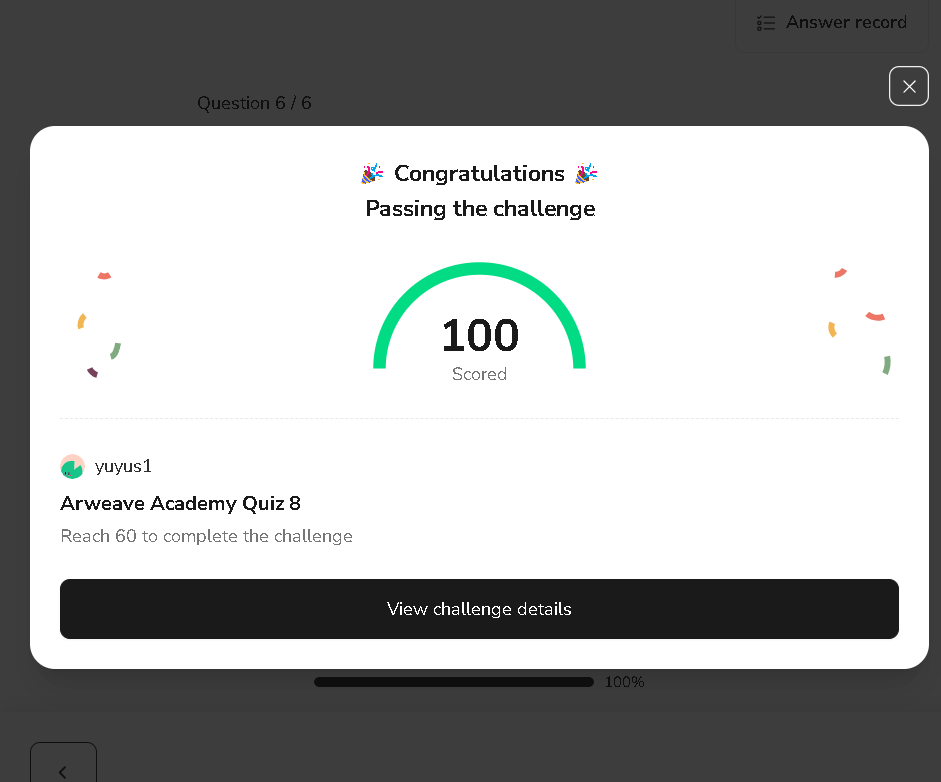 Answer record
Question 6 / 6
🎉 Congratulations 🎉
Passing the challenge
100
Scored
yuyus1
Arweave Academy Quiz 8
Reach 60 to complete the challenge
View challenge details
100%